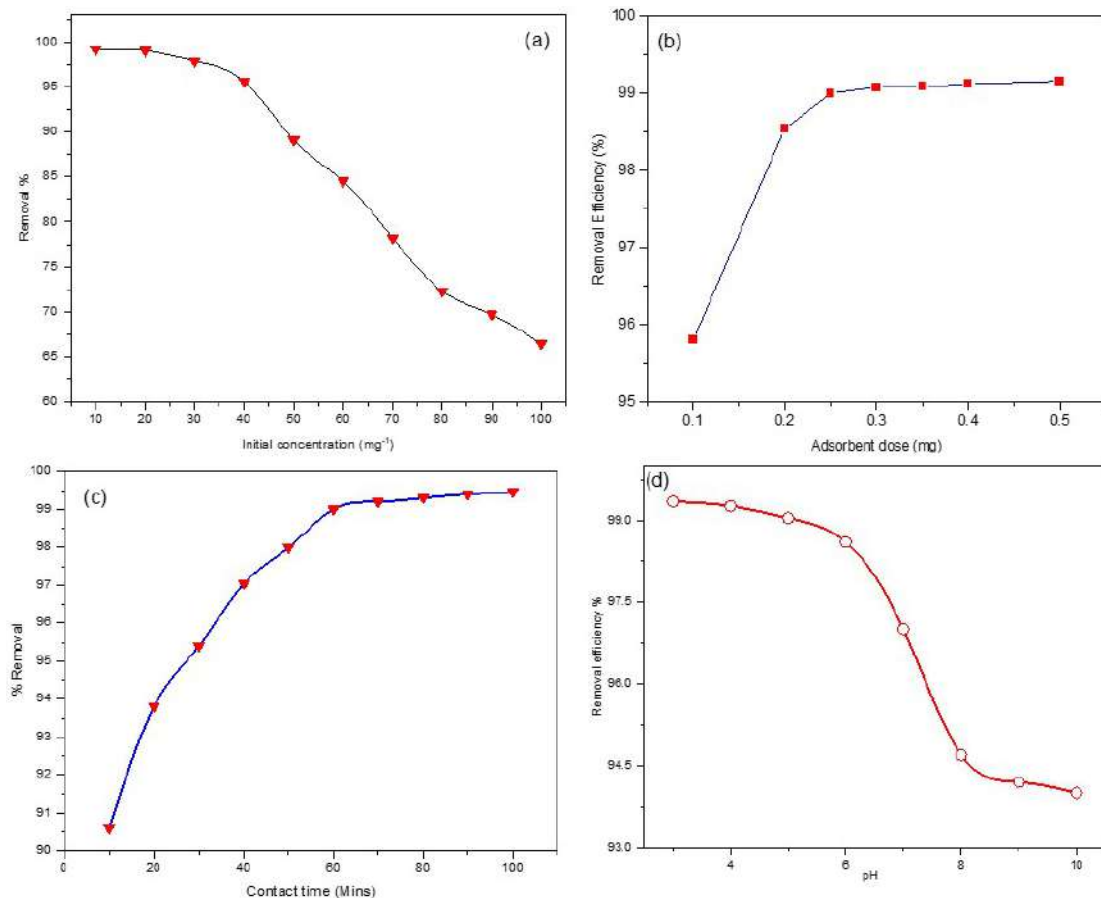 (a)
100
95
90
85
80
75
70
65
60
Removal %
10 20 30 40 50 60 70 80 90 100
Initial concentration (mg⁻¹)
(b)
100
99
98
97
96
95
Removal Efficiency (%)
0.1 0.2 0.3 0.4 0.5
Adsorbent dose (mg)
(c)
100
99
98
97
96
95
94
93
92
91
90
% Removal
0 20 40 60 80 100
Contact time (Mins)
(d)
99.0
97.5
96.0
94.5
93.0
Removal efficiency %
4 6 8 10
pH